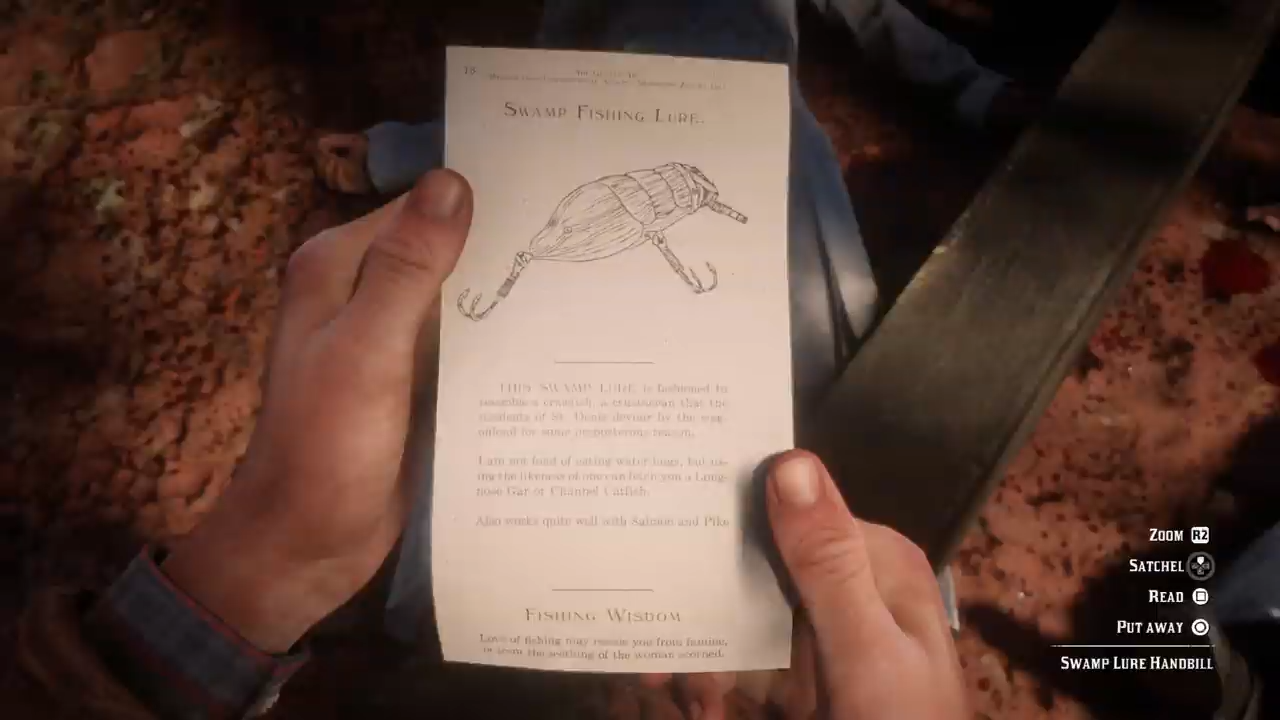 18
SWAMP FISHING LURE.
THIS SWAMP LURE is fashioned to
resemble a crawfish, a crustacean that the
residents of St. Denis devour by the wag-
onload for some preposterous reason.
I am not fond of eating water bugs, but us-
ing the likeness of one can fetch you a Long-
nose Gar or Channel Catfish.
Also works quite well with Salmon and Pike
FISHING WISDOM
Love of fishing may rescue you from famine,
or from the scathing of the woman scorned.
ZOOM R2
SATCHEL
READ
PUT AWAY
SWAMP LURE HANDBILL